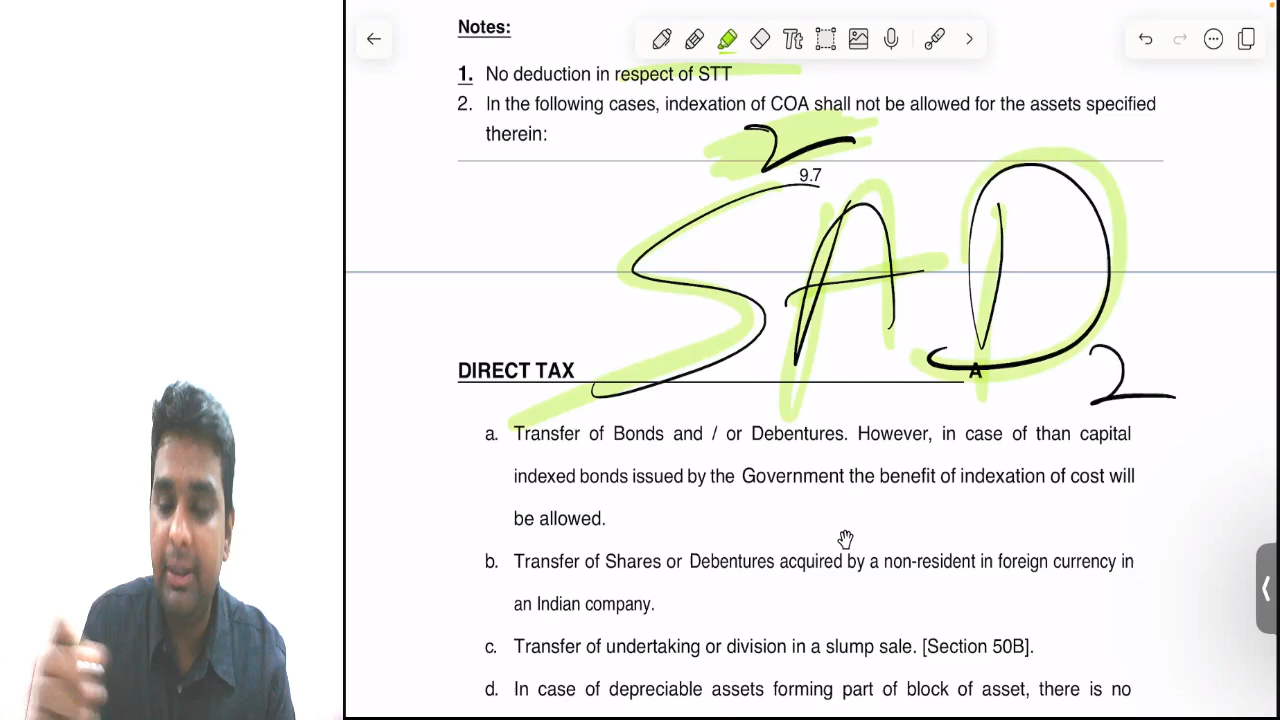 Notes:
Tt
1. No deduction in respect of STT
2. In the following cases, indexation of COA shall not be allowed for the assets specified
therein:
2
9.7
SAD
2
DIRECT TAX A
a. Transfer of Bonds and / or Debentures. However, in case of than capital
indexed bonds issued by the Government the benefit of indexation of cost will
be allowed.
b. Transfer of Shares or Debentures acquired by a non-resident in foreign currency in
an Indian company.
c. Transfer of undertaking or division in a slump sale. [Section 50B].
d. In case of depreciable assets forming part of block of asset, there is no